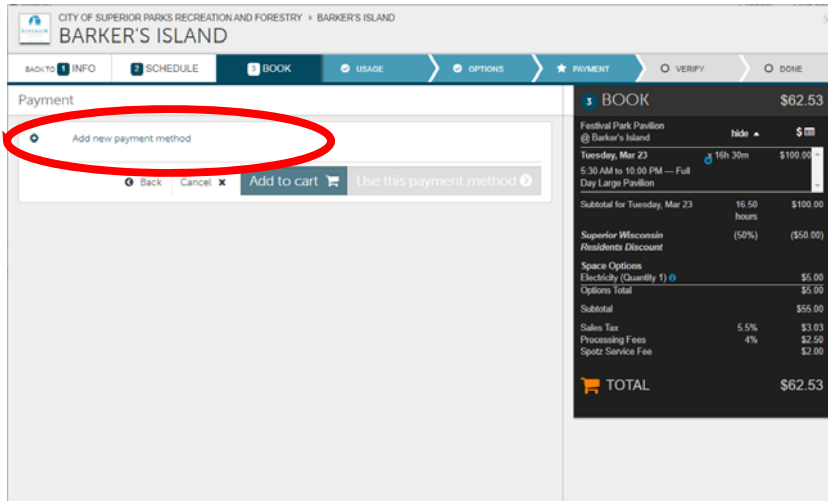 CITY OF SUPERIOR PARKS RECREATION AND FORESTRY › BARKER'S ISLAND
SUPERIOR
BARKER'S ISLAND
BACK TO 1 INFO
2 SCHEDULE
3 BOOK
USAGE
OPTIONS
PAYMENT
VERIFY
DONE
Payment
Add new payment method
Back
Cancel ×
Add to cart
Use this payment method
3 BOOK $62.53
Festival Park Pavilion
@ Barker's Island
hide $
Tuesday, Mar 23 16h 30m $100.00
5:30 AM to 10:00 PM — Full
Day Large Pavilion
Subtotal for Tuesday, Mar 23 16.50 $100.00
hours
Superior Wisconsin (50%) ($50.00)
Residents Discount
Space Options
Electricity (Quantity 1) $5.00
Options Total $5.00
Subtotal $55.00
Sales Tax 5.5% $3.03
Processing Fees 4% $2.50
Spotz Service Fee $2.00
TOTAL $62.53